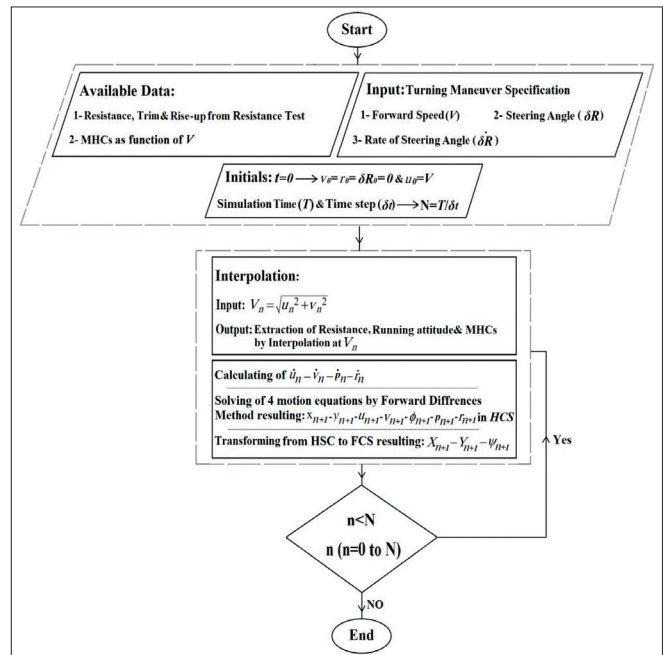 Start
Available Data:
1- Resistance, Trim & Rise-up from Resistance Test
2- MHCs as function of V
Input: Turning Maneuver Specification
1- Forward Speed (V) 2- Steering Angle ( δR)
3- Rate of Steering Angle (δ̇R)
Initials: t=0 → v₀= r₀= δR₀=0 & u₀=V
Simulation Time (T) & Time step (δt) → N=T/δt
Interpolation:
Input: Vₙ = √(uₙ² + vₙ²)
Output: Extraction of Resistance, Running attitude & MHCs
by Interpolation at Vₙ
Calculating of u̇ₙ – v̇ₙ – ṗₙ – ṙₙ
Solving of 4 motion equations by Forward Diffrences
Method resulting: xₙ₊₁-yₙ₊₁-uₙ₊₁-vₙ₊₁-ϕₙ₊₁-pₙ₊₁-rₙ₊₁ in HCS
Transforming from HSC to FCS resulting: Xₙ₊₁ – Yₙ₊₁ – ψₙ₊₁
Yes
n<N
n (n=0 to N)
NO
End